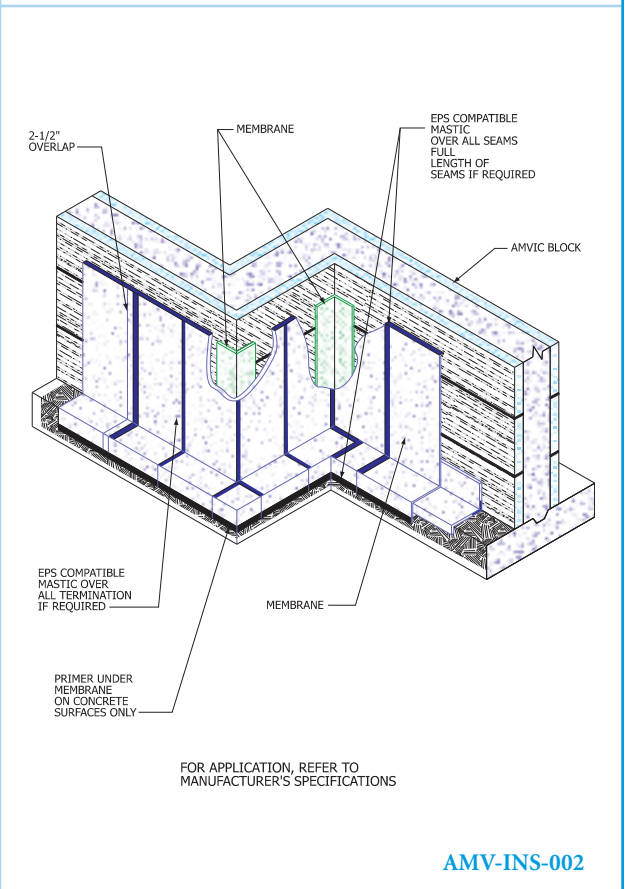 EPS COMPATIBLE
MASTIC
OVER ALL SEAMS
FULL
LENGTH OF
SEAMS IF REQUIRED
2-1/2"
OVERLAP
MEMBRANE
AMVIC BLOCK
EPS COMPATIBLE
MASTIC OVER
ALL TERMINATION
IF REQUIRED
MEMBRANE
PRIMER UNDER
MEMBRANE
ON CONCRETE
SURFACES ONLY
FOR APPLICATION, REFER TO
MANUFACTURER'S SPECIFICATIONS
AMV-INS-002